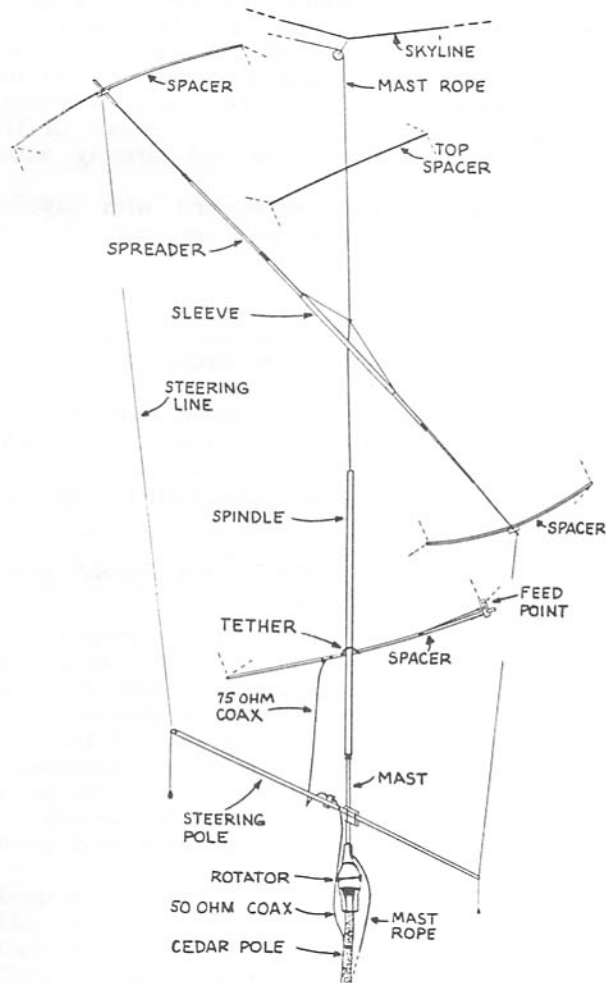 SKYLINE
SPACER
MAST ROPE
TOP
SPACER
SPREADER
SLEEVE
STEERING
LINE
SPINDLE
SPACER
FEED
POINT
TETHER
SPACER
75 OHM
COAX
MAST
STEERING
POLE
ROTATOR
50 OHM COAX
MAST
ROPE
CEDAR POLE